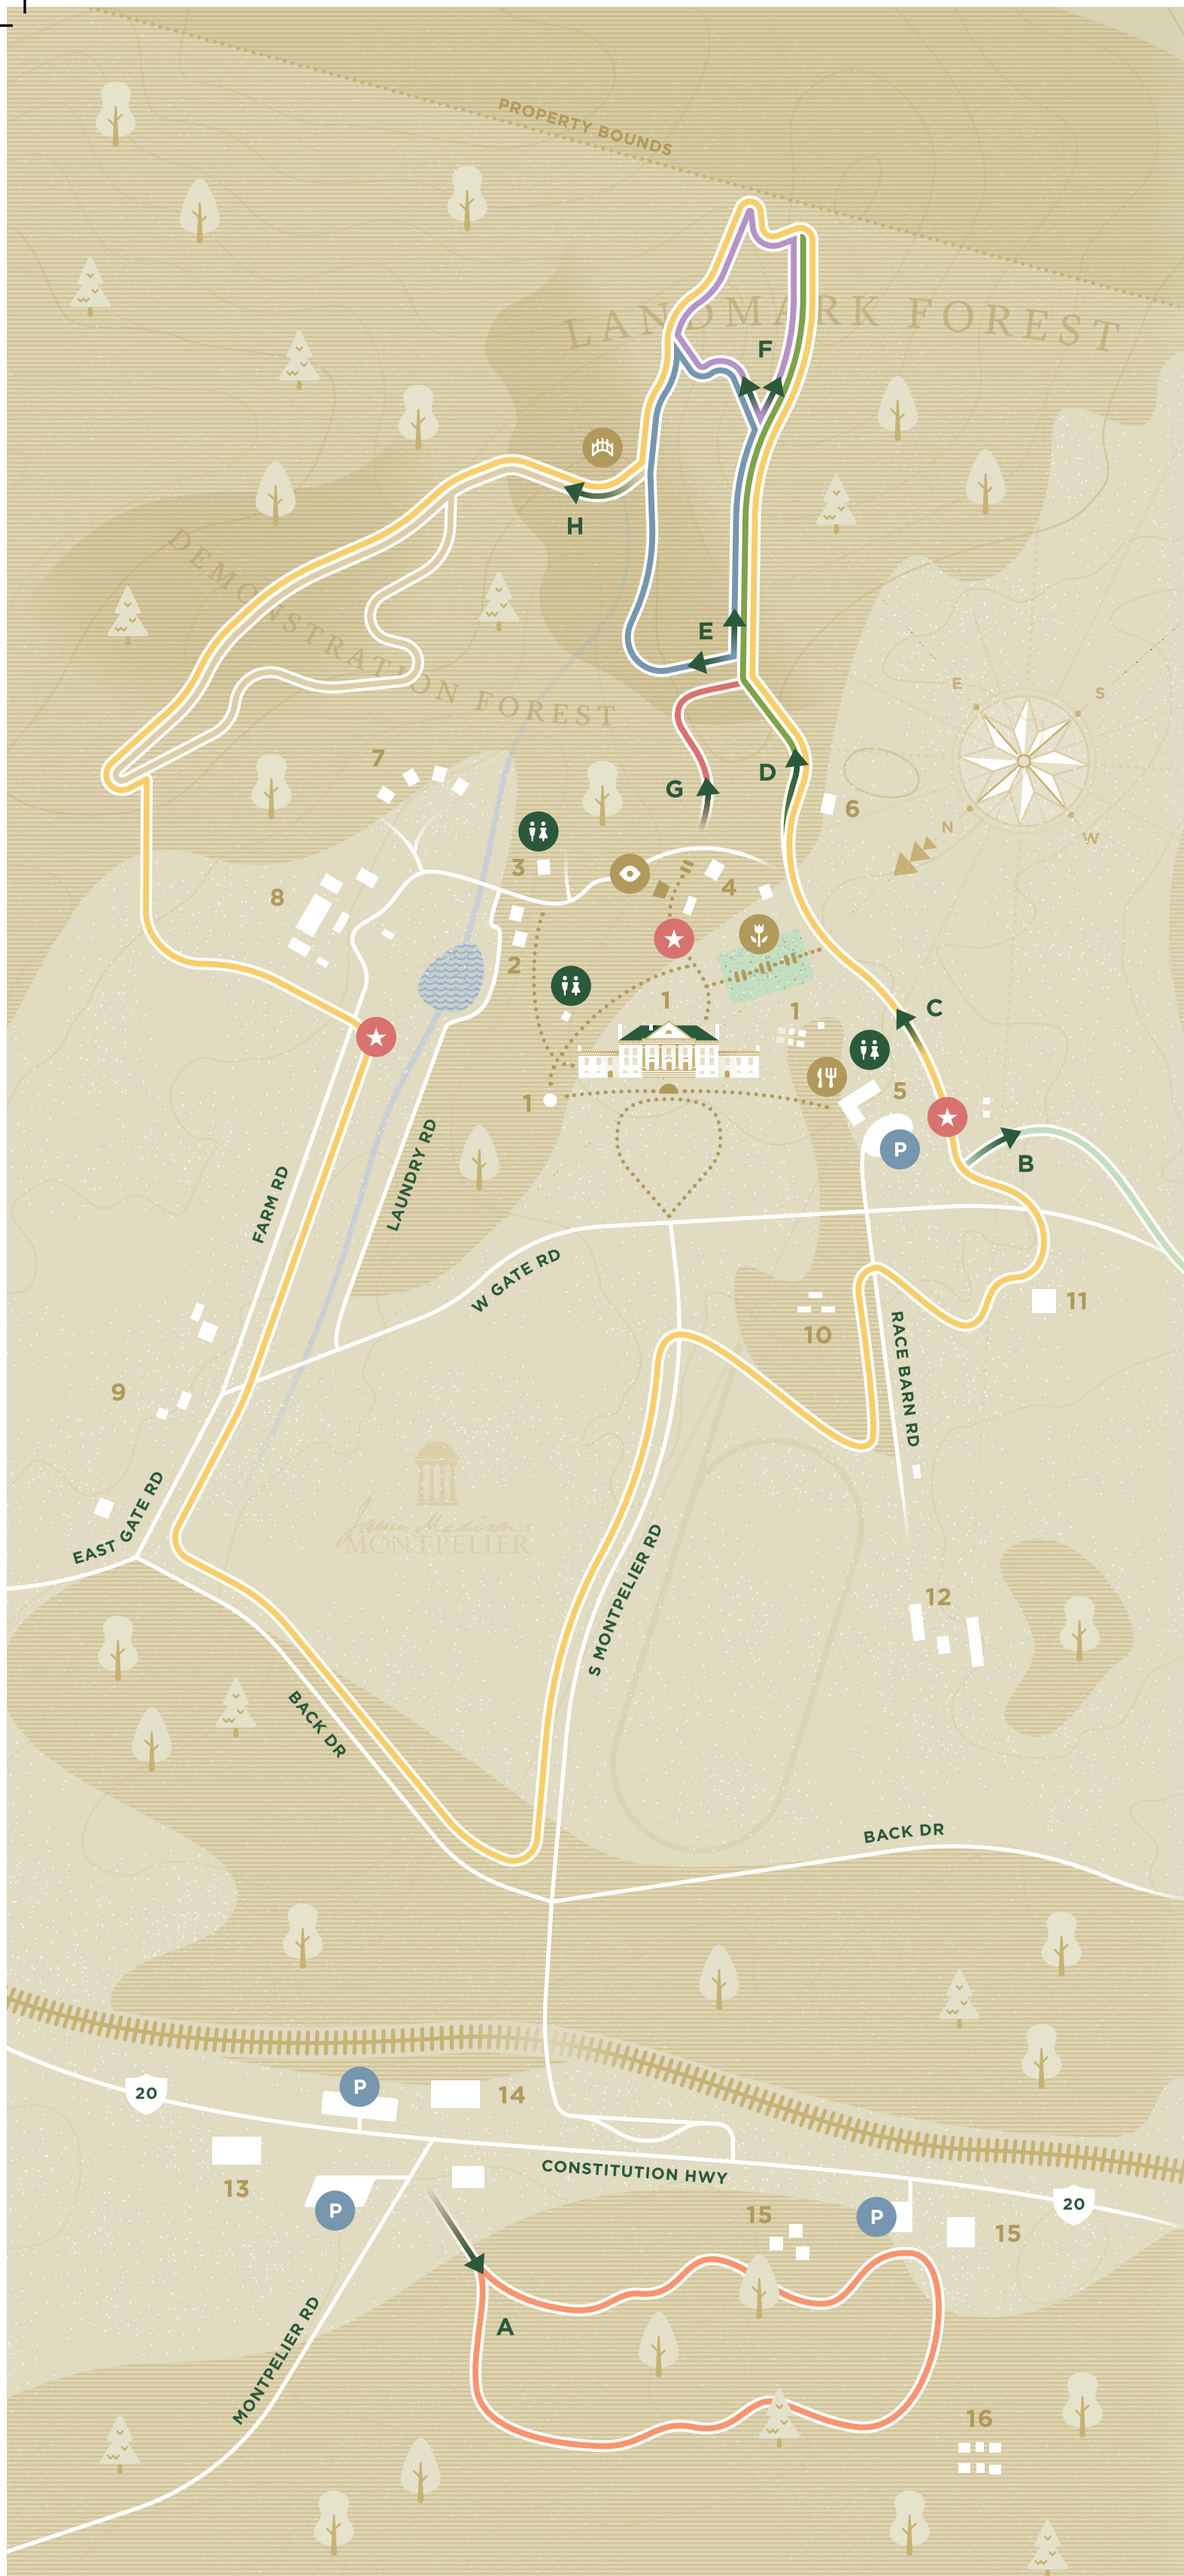 PROPERTY BOUNDS
LANDMARK FOREST
F
H
DEMONSTRATION FOREST
E
E
S
N
W
7
D
G
6
3
4
8
2
1
1
C
5
1
P
B
FARM RD
LAUNDRY RD
W GATE RD
11
10
RACE BARN RD
9
EAST GATE RD
James Madison's
MONTPELIER
S MONTPELIER RD
12
BACK DR
BACK DR
20
P
14
CONSTITUTION HWY
13
P
20
15
P
15
A
MONTPELIER RD
16